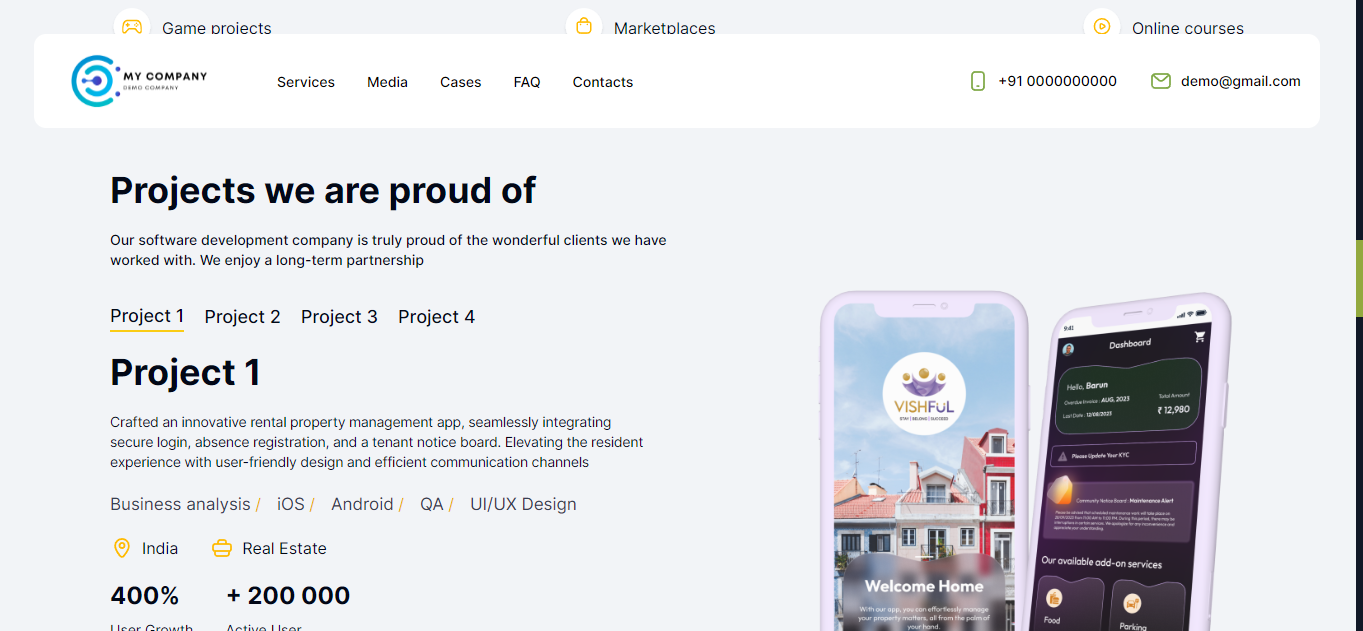 Game projects
Marketplaces
Online courses
MY COMPANY
DEMO COMPANY
Services
Media
Cases
FAQ
Contacts
+91 0000000000
demo@gmail.com
Projects we are proud of
Our software development company is truly proud of the wonderful clients we have
worked with. We enjoy a long-term partnership
Project 1
Project 2
Project 3
Project 4
Project 1
Crafted an innovative rental property management app, seamlessly integrating
secure login, absence registration, and a tenant notice board. Elevating the resident
experience with user-friendly design and efficient communication channels
Business analysis / iOS / Android / QA / UI/UX Design
India
Real Estate
400%
+ 200 000
User Growth
Active User
VISHFUL
STAY | BELONG | SUCCESS
Welcome Home
With our app, you can effortlessly manage
your property matters, all from the palm of
your hand.
9:41
Dashboard
Hello, Barun
Overdue Invoice : AUG, 2023
Last Date : 12/08/2023
Total Amount
₹ 12,980
Please Update Your KYC
Community Notice Board : Maintenance Alert
Our available add-on services
Food
Parking